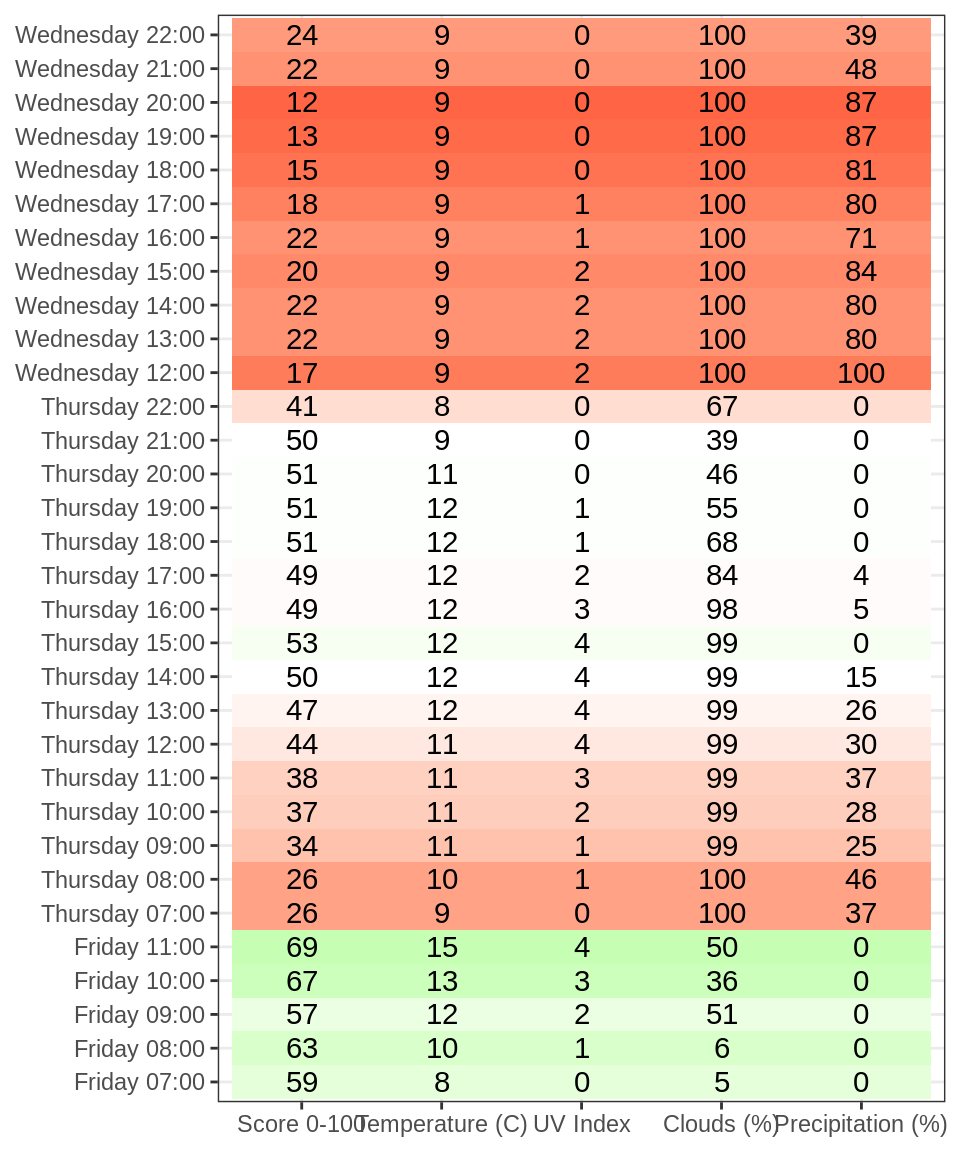 Wednesday 22:00 24 9 0 100 39
Wednesday 21:00 22 9 0 100 48
Wednesday 20:00 12 9 0 100 87
Wednesday 19:00 13 9 0 100 87
Wednesday 18:00 15 9 0 100 81
Wednesday 17:00 18 9 1 100 80
Wednesday 16:00 22 9 1 100 71
Wednesday 15:00 20 9 2 100 84
Wednesday 14:00 22 9 2 100 80
Wednesday 13:00 22 9 2 100 80
Wednesday 12:00 17 9 2 100 100
Thursday 22:00 41 8 0 67 0
Thursday 21:00 50 9 0 39 0
Thursday 20:00 51 11 0 46 0
Thursday 19:00 51 12 1 55 0
Thursday 18:00 51 12 1 68 0
Thursday 17:00 49 12 2 84 4
Thursday 16:00 49 12 3 98 5
Thursday 15:00 53 12 4 99 0
Thursday 14:00 50 12 4 99 15
Thursday 13:00 47 12 4 99 26
Thursday 12:00 44 11 4 99 30
Thursday 11:00 38 11 3 99 37
Thursday 10:00 37 11 2 99 28
Thursday 09:00 34 11 1 99 25
Thursday 08:00 26 10 1 100 46
Thursday 07:00 26 9 0 100 37
Friday 11:00 69 15 4 50 0
Friday 10:00 67 13 3 36 0
Friday 09:00 57 12 2 51 0
Friday 08:00 63 10 1 6 0
Friday 07:00 59 8 0 5 0
Score 0-100 Temperature (C) UV Index Clouds (%) Precipitation (%)